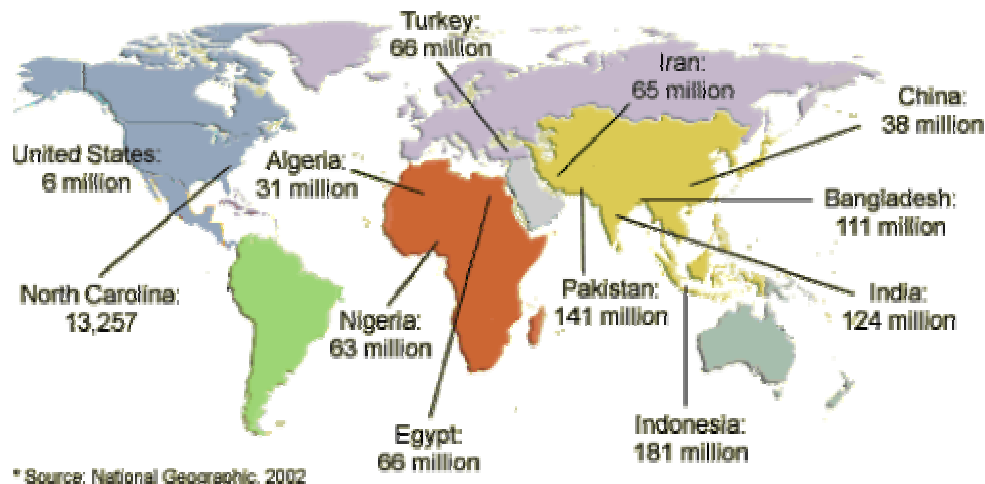 Turkey:
66 million
Iran:
65 million
China:
38 million
United States:
6 million
Algeria:
31 million
Bangladesh:
111 million
North Carolina:
13,257
Nigeria:
63 million
Pakistan:
141 million
India:
124 million
Egypt:
66 million
Indonesia:
181 million
* Source: National Geographic, 2002